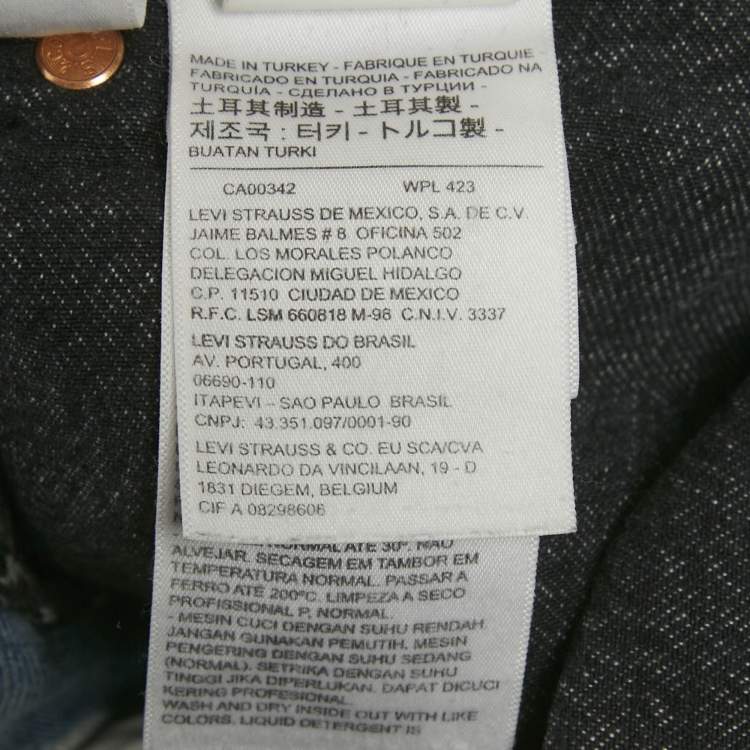 MADE IN TURKEY - FABRIQUE EN TURQUIE -
FABRICADO EN TURQUIA - FABRICADO NA
TURQUÍA - СДЕЛАНО В ТУРЦИИ -
土耳其制造 - 土耳其製 -
제조국 : 터키 - トルコ製 -
BUATAN TURKI
CA00342 WPL 423
LEVI STRAUSS DE MEXICO, S.A. DE C.V.
JAIME BALMES # 8 OFICINA 502
COL. LOS MORALES POLANCO
DELEGACION MIGUEL HIDALGO
C.P. 11510 CIUDAD DE MEXICO
R.F.C. LSM 660818 M-98 C.N.I.V. 3337
LEVI STRAUSS DO BRASIL
AV. PORTUGAL, 400
06690-110
ITAPEVI – SAO PAULO BRASIL
CNPJ: 43.351.097/0001-90
LEVI STRAUSS & CO. EU SCA/CVA
LEONARDO DA VINCILAAN, 19 - D
1831 DIEGEM, BELGIUM
CIF A 08298606
NORMAL ATÉ 30º. NÃO
ALVEJAR. SECAGEM EM TAMBOR EM
TEMPERATURA NORMAL. PASSAR A
FERRO ATÉ 200ºC. LIMPEZA A SECO
PROFISSIONAL P, NORMAL.
- MESIN CUCI DENGAN SUHU RENDAH.
JANGAN GUNAKAN PEMUTIH. MESIN
PENGERING DENGAN SUHU SEDANG
(NORMAL). SETRIKA DENGAN SUHU
TINGGI JIKA DIPERLUKAN. DAPAT DICUCI
KERING PROFESIONAL.
WASH AND DRY INSIDE OUT WITH LIKE
COLORS. LIQUID DETERGENT IS